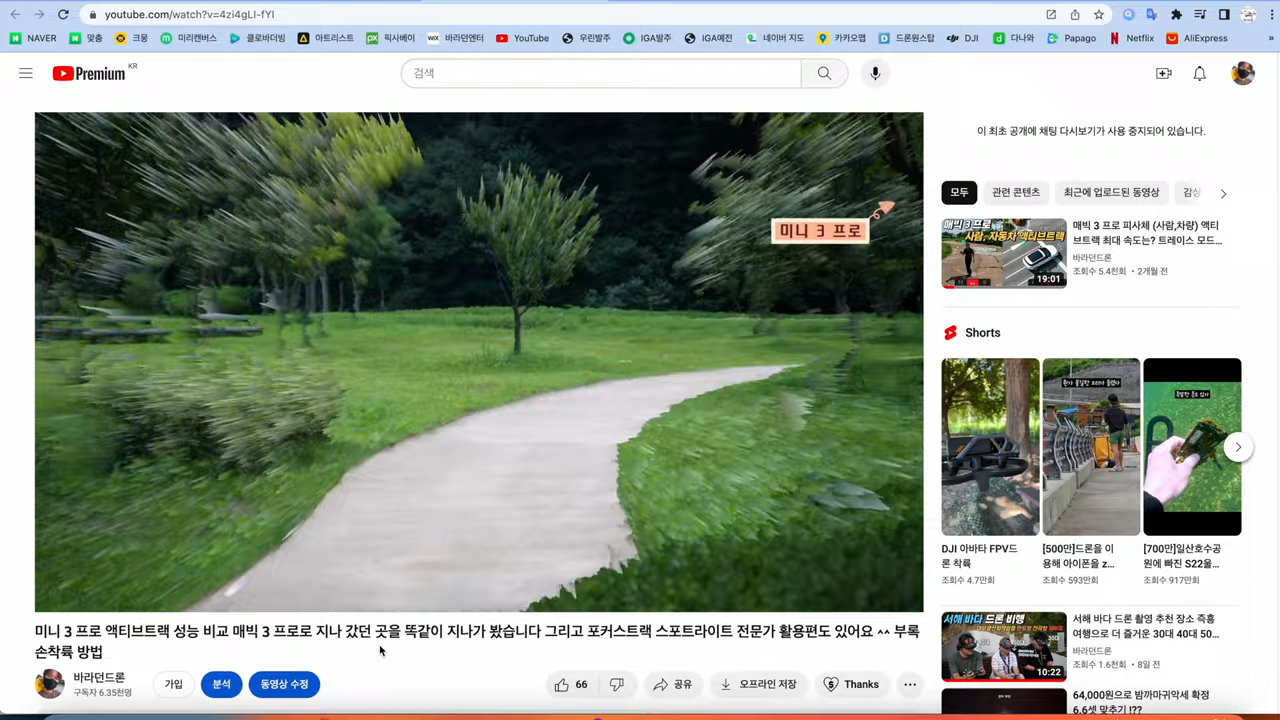 youtube.com/watch?v=4zi4gLI-fYI
NAVER
맞춤
크몽
미리캔버스
클로바더빙
아트리스트
픽사베이
바라던엔터
YouTube
우린발주
IGA발주
IGA예전
네이버 지도
카카오맵
드론원스탑
DJI
다나와
Papago
Netflix
AliExpress
»
Premium KR
검색
이 최초 공개에 채팅 다시보기가 사용 중지되어 있습니다.
모두
관련 콘텐츠
최근에 업로드된 동영상
감상
미니 3 프로
매빅 3 프로
사람, 자동차 액티브트랙
19:01
매빅 3 프로 피사체 (사람,차량) 액티
브트랙 최대 속도는? 트레이스 모드...
바라던드론
조회수 5.4천회 • 2개월 전
Shorts
DJI 아바타 FPV드
론 착륙
조회수 4.7만회
[500만]드론을 이
용해 아이폰을 z...
조회수 593만회
[700만]일산호수공
원에 빠진 S22울...
조회수 917만회
미니 3 프로 액티브트랙 성능 비교 매빅 3 프로로 지나갔던 곳을 똑같이 지나가 봤습니다 그리고 포커스트랙 스포트라이트전문가 활용편도 있어요 ^^ 부록
손착륙 방법
바라던드론
구독자 6.35천명
가입
분석
동영상 수정
66
공유
오프라인 저장
Thanks
서해 바다 드론 비행
10:22
서해 바다 드론 촬영 추천 장소 즉흥
여행으로 더 즐거운 30대 40대 50...
바라던드론
조회수 1.6천회 • 8일 전
64,000원으로 밤까마귀악세 확정
6.6셋 맞추기 !??